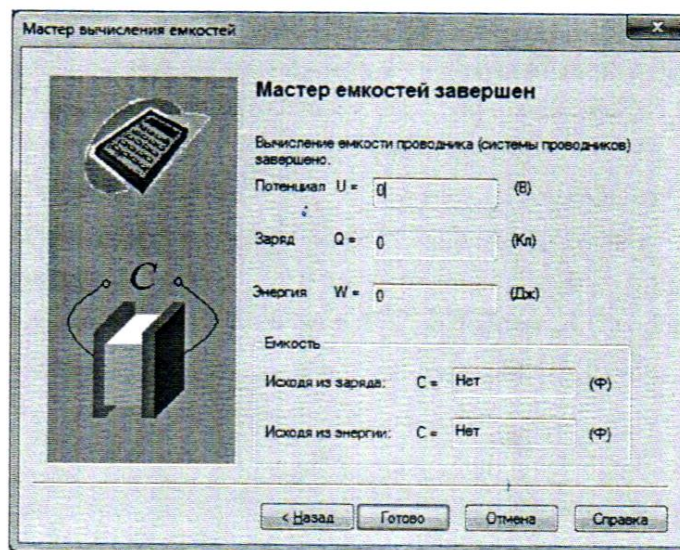 Мастер вычисления емкостей
x
Мастер емкостей завершен
Вычисление емкости проводника (системы проводников)
завершено.
Потенциал U = 0 (В)
Заряд Q = 0 (Кл)
Энергия W = 0 (Дж)
C
Емкость
Исходя из заряда: C = Нет (Ф)
Исходя из энергии: C = Нет (Ф)
< Назад Готово Отмена Справка